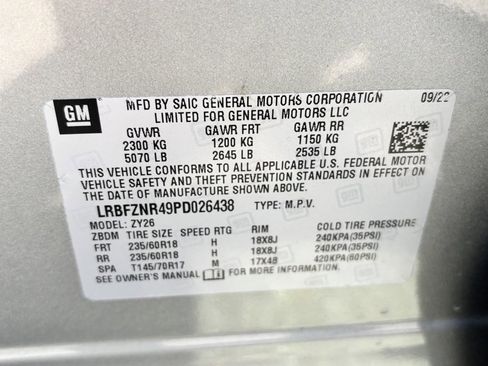 GM
MFD BY SAIC GENERAL MOTORS CORPORATION 09/22
LIMITED FOR GENERAL MOTORS LLC
GVWR GAWR FRT GAWR RR
2300 KG 1200 KG 1150 KG
5070 LB 2645 LB 2535 LB
THIS VEHICLE CONFORMS TO ALL APPLICABLE U.S. FEDERAL MOTOR
VEHICLE SAFETY AND THEFT PREVENTION STANDARDS IN EFFECT ON
THE DATE OF MANUFACTURE SHOWN ABOVE.
LRBFZNR49PD026438 TYPE: M.P.V.
MODEL: ZY26
ZBDM TIRE SIZE SPEED RTG RIM COLD TIRE PRESSURE
FRT 235/60R18 H 18X8J 240KPA(35PSI)
RR 235/60R18 H 18X8J 240KPA(35PSI)
SPA T145/70R17 M 17X4B 420KPA(60PSI)
SEE OWNER'S MANUAL FOR MORE INFORMATION